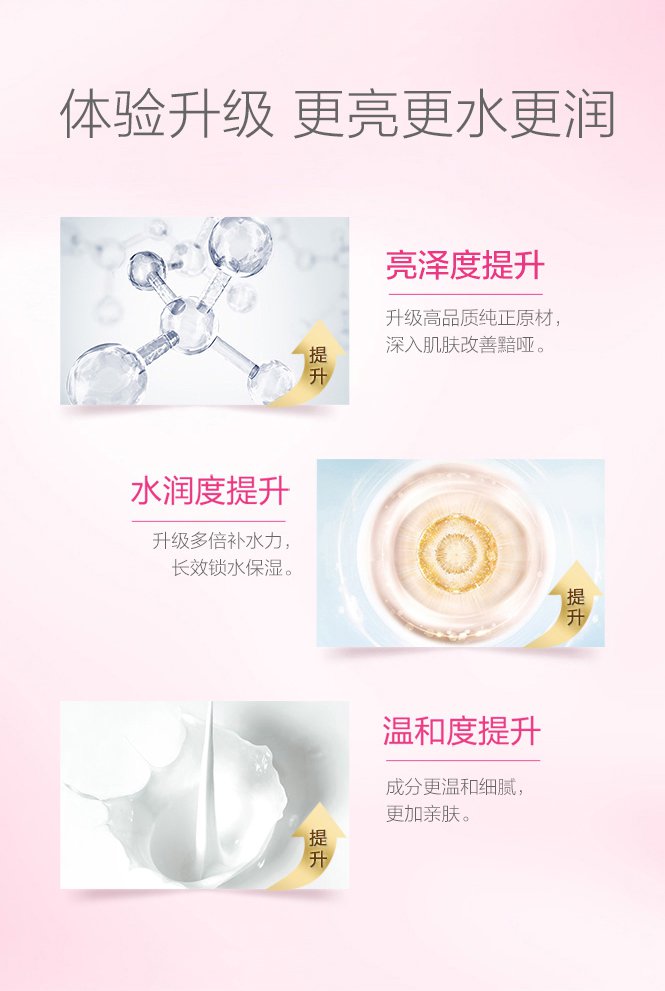 体验升级 更亮更水更润
亮泽度提升
升级高品质纯正原材，
深入肌肤改善黯哑。
提
升
水润度提升
升级多倍补水力，
长效锁水保湿。
提
升
温和度提升
成分更温和细腻，
更加亲肤。
提
升